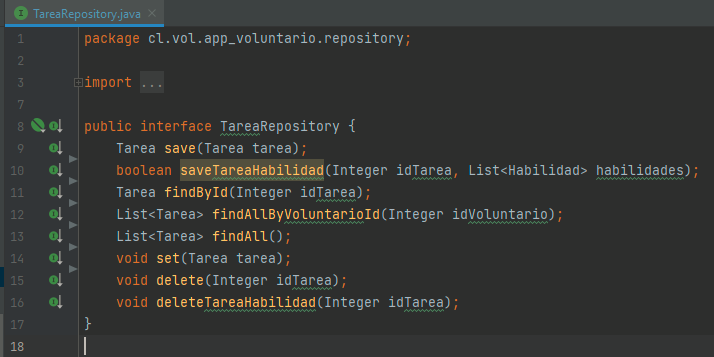 TareaRepository.java
1 package cl.vol.app_voluntario.repository;
2
3 import ...
7
8 public interface TareaRepository {
9 Tarea save(Tarea tarea);
10 boolean saveTareaHabilidad(Integer idTarea, List<Habilidad> habilidades);
11 Tarea findById(Integer idTarea);
12 List<Tarea> findAllByVoluntarioId(Integer idVoluntario);
13 List<Tarea> findAll();
14 void set(Tarea tarea);
15 void delete(Integer idTarea);
16 void deleteTareaHabilidad(Integer idTarea);
17 }
18